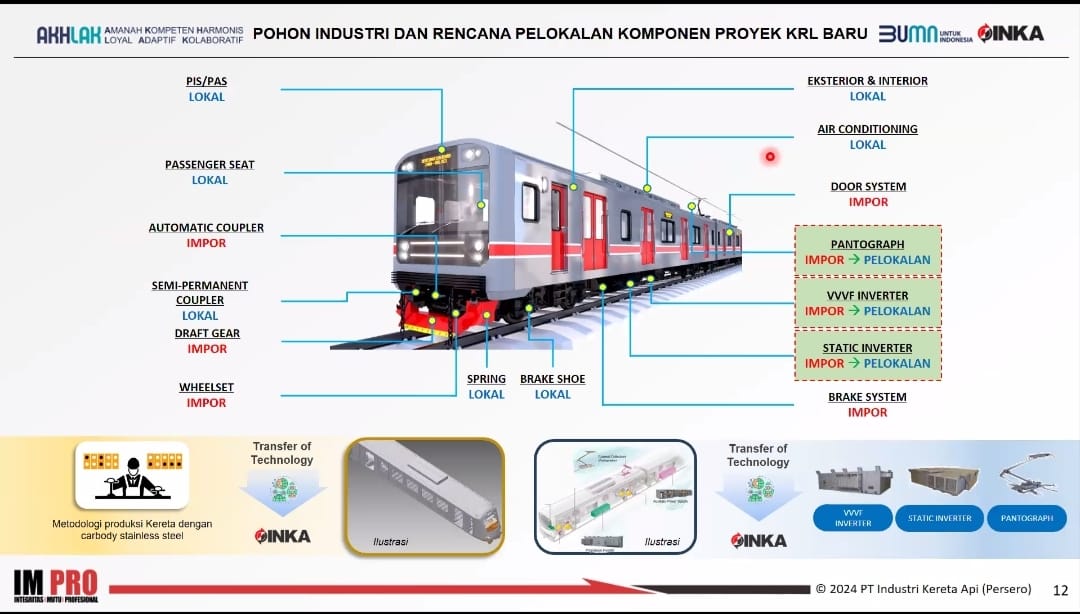 AKHLAK AMANAH KOMPETEN HARMONIS
LOYAL ADAPTIF KOLABORATIF
POHON INDUSTRI DAN RENCANA PELOKALAN KOMPONEN PROYEK KRL BARU
BUMN UNTUK
INDONESIA
INKA
PIS/PAS
LOKAL
PASSENGER SEAT
LOKAL
AUTOMATIC COUPLER
IMPOR
SEMI-PERMANENT
COUPLER
LOKAL
DRAFT GEAR
IMPOR
WHEELSET
IMPOR
SPRING
LOKAL
BRAKE SHOE
LOKAL
EKSTERIOR & INTERIOR
LOKAL
AIR CONDITIONING
LOKAL
DOOR SYSTEM
IMPOR
PANTOGRAPH
IMPOR → PELOKALAN
VVVF INVERTER
IMPOR → PELOKALAN
STATIC INVERTER
IMPOR → PELOKALAN
BRAKE SYSTEM
IMPOR
Metodologi produksi Kereta dengan
carbody stainless steel
Transfer of
Technology
INKA
Ilustrasi
Ilustrasi
Transfer of
Technology
INKA
VVVF
INVERTER
STATIC INVERTER
PANTOGRAPH
IM PRO
INTEGRITAS MUTU PROFESIONAL
© 2024 PT Industri Kereta Api (Persero)
12